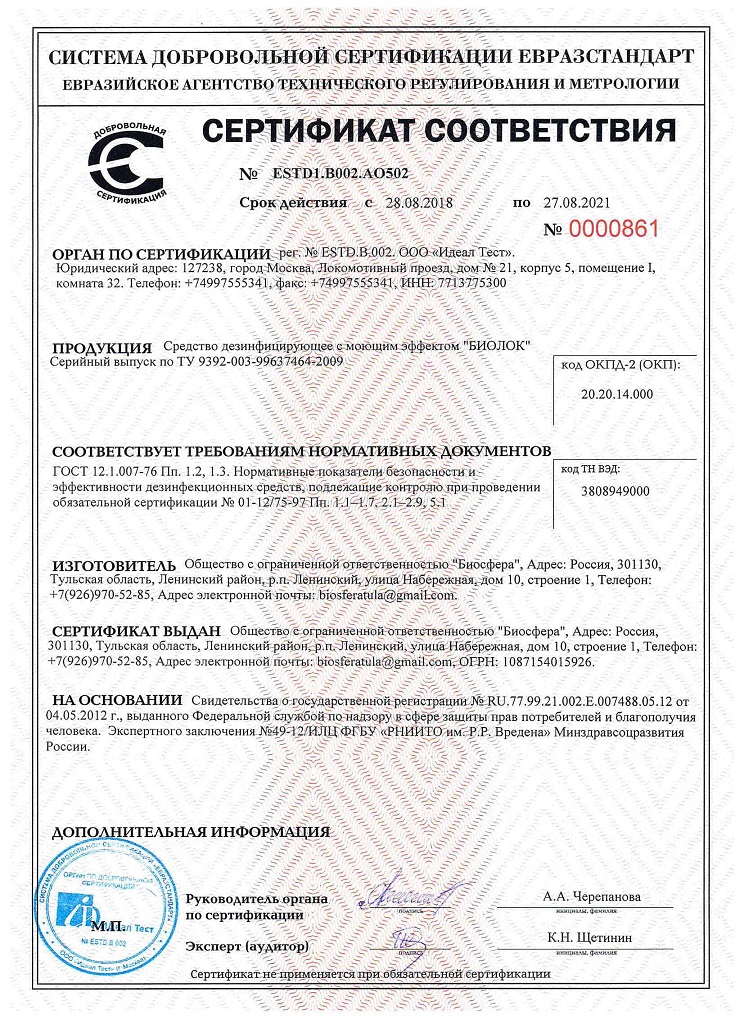 СИСТЕМА ДОБРОВОЛЬНОЙ СЕРТИФИКАЦИИ ЕВРАЗСТАНДАРТ
ЕВРАЗИЙСКОЕ АГЕНТСТВО ТЕХНИЧЕСКОГО РЕГУЛИРОВАНИЯ И МЕТРОЛОГИИ
ДОБРОВОЛЬНАЯ
СЕРТИФИКАЦИЯ
СЕРТИФИКАТ СООТВЕТСТВИЯ
№ ESTD1.B002.AO502
Срок действия с 28.08.2018 по 27.08.2021
№ 0000861
ОРГАН ПО СЕРТИФИКАЦИИ рег. № ESTD.B.002. ООО «Идеал Тест».
Юридический адрес: 127238, город Москва, Локомотивный проезд, дом № 21, корпус 5, помещение I,
комната 32. Телефон: +74997555341, факс: +74997555341, ИНН: 7713775300
ПРОДУКЦИЯ Средство дезинфицирующее с моющим эффектом "БИОЛОК"
Серийный выпуск по ТУ 9392-003-99637464-2009
код ОКПД-2 (ОКП):
20.20.14.000
СООТВЕТСТВУЕТ ТРЕБОВАНИЯМ НОРМАТИВНЫХ ДОКУМЕНТОВ
ГОСТ 12.1.007-76 Пп. 1.2, 1.3. Нормативные показатели безопасности и
эффективности дезинфекционных средств, подлежащие контролю при проведении
обязательной сертификации № 01-12/75-97 Пп. 1.1–1.7, 2.1–2.9, 5.1
код ТН ВЭД:
3808949000
ИЗГОТОВИТЕЛЬ Общество с ограниченной ответственностью "Биосфера", Адрес: Россия, 301130,
Тульская область, Ленинский район, р.п. Ленинский, улица Набережная, дом 10, строение 1, Телефон:
+7(926)970-52-85, Адрес электронной почты: biosferatula@gmail.com.
СЕРТИФИКАТ ВЫДАН Общество с ограниченной ответственностью "Биосфера", Адрес: Россия,
301130, Тульская область, Ленинский район, р.п. Ленинский, улица Набережная, дом 10, строение 1, Телефон:
+7(926)970-52-85, Адрес электронной почты: biosferatula@gmail.com, ОГРН: 1087154015926.
НА ОСНОВАНИИ Свидетельства о государственной регистрации № RU.77.99.21.002.E.007488.05.12 от
04.05.2012 г., выданного Федеральной службой по надзору в сфере защиты прав потребителей и благополучия
человека. Экспертного заключения №49-12/ИЛЦ ФГБУ «РНИИТО им. Р.Р. Вредена» Минздравсоцразвития
России.
ДОПОЛНИТЕЛЬНАЯ ИНФОРМАЦИЯ
СИСТЕМА ДОБРОВОЛЬНОЙ СЕРТИФИКАЦИИ «ЕВРАЗСТАНДАРТ»
ОРГАН ПО ДОБРОВОЛЬНОЙ
СЕРТИФИКАЦИИ
Идеал Тест
№ ESTD.B.002
ООО «Идеал Тест» (г. Москва)
М.П.
Руководитель органа
по сертификации
подпись
А.А. Черепанова
инициалы, фамилия
Эксперт (аудитор)
подпись
К.Н. Щетинин
инициалы, фамилия
Сертификат не применяется при обязательной сертификации